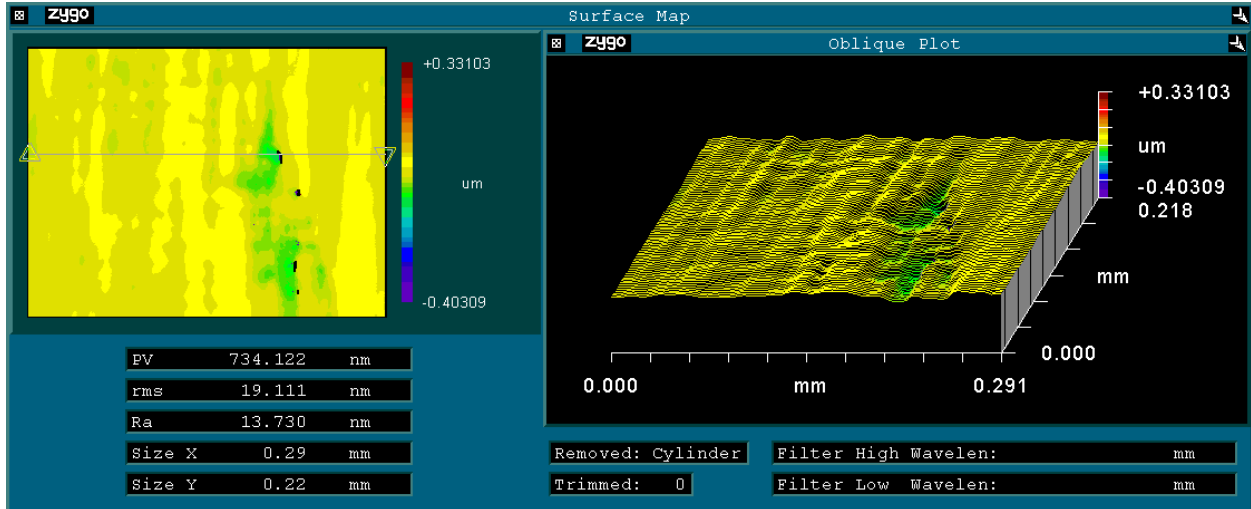 zygo Surface Map
+0.33103
um
-0.40309
zygo Oblique Plot
+0.33103
um
-0.40309
0.218
mm
0.000
0.000 mm 0.291
PV 734.122 nm
rms 19.111 nm
Ra 13.730 nm
Size X 0.29 mm
Size Y 0.22 mm
Removed: Cylinder
Trimmed: 0
Filter High Wavelen: mm
Filter Low Wavelen: mm